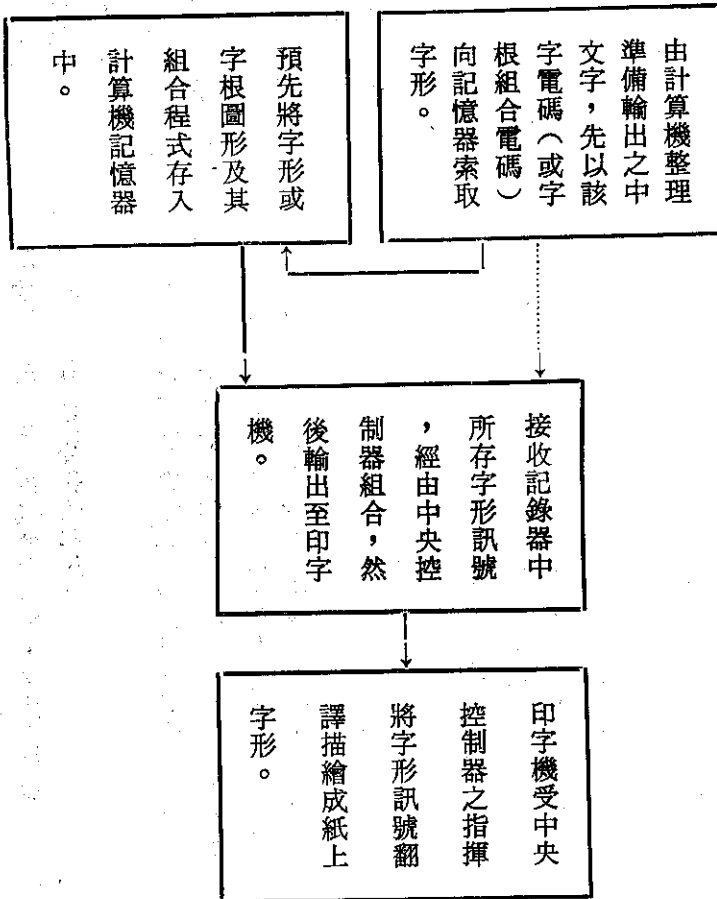 由計算機整理
準備輸出之中
文字，先以該
字電碼（或字
根組合電碼）
向記憶器索取
字形。
預先將字形或
字根圖形及其
組合程式存入
計算機記憶器
中。
接收記錄器中
所存字形訊號
，經由中央控
制器組合，然
後輸出至印字
機。
印字機受中央
控制器之指揮
將字形訊號翻
譯描繪成紙上
字形。